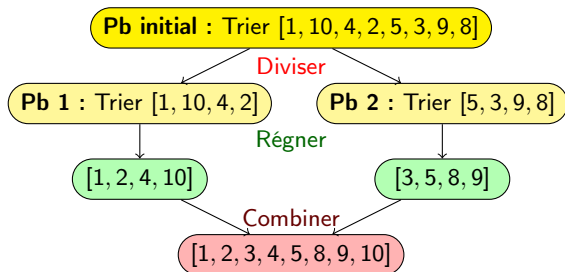 Pb initial : Trier [1, 10, 4, 2, 5, 3, 9, 8]
Diviser
Pb 1 : Trier [1, 10, 4, 2]
Pb 2 : Trier [5, 3, 9, 8]
Régner
[1, 2, 4, 10]
[3, 5, 8, 9]
Combiner
[1, 2, 3, 4, 5, 8, 9, 10]